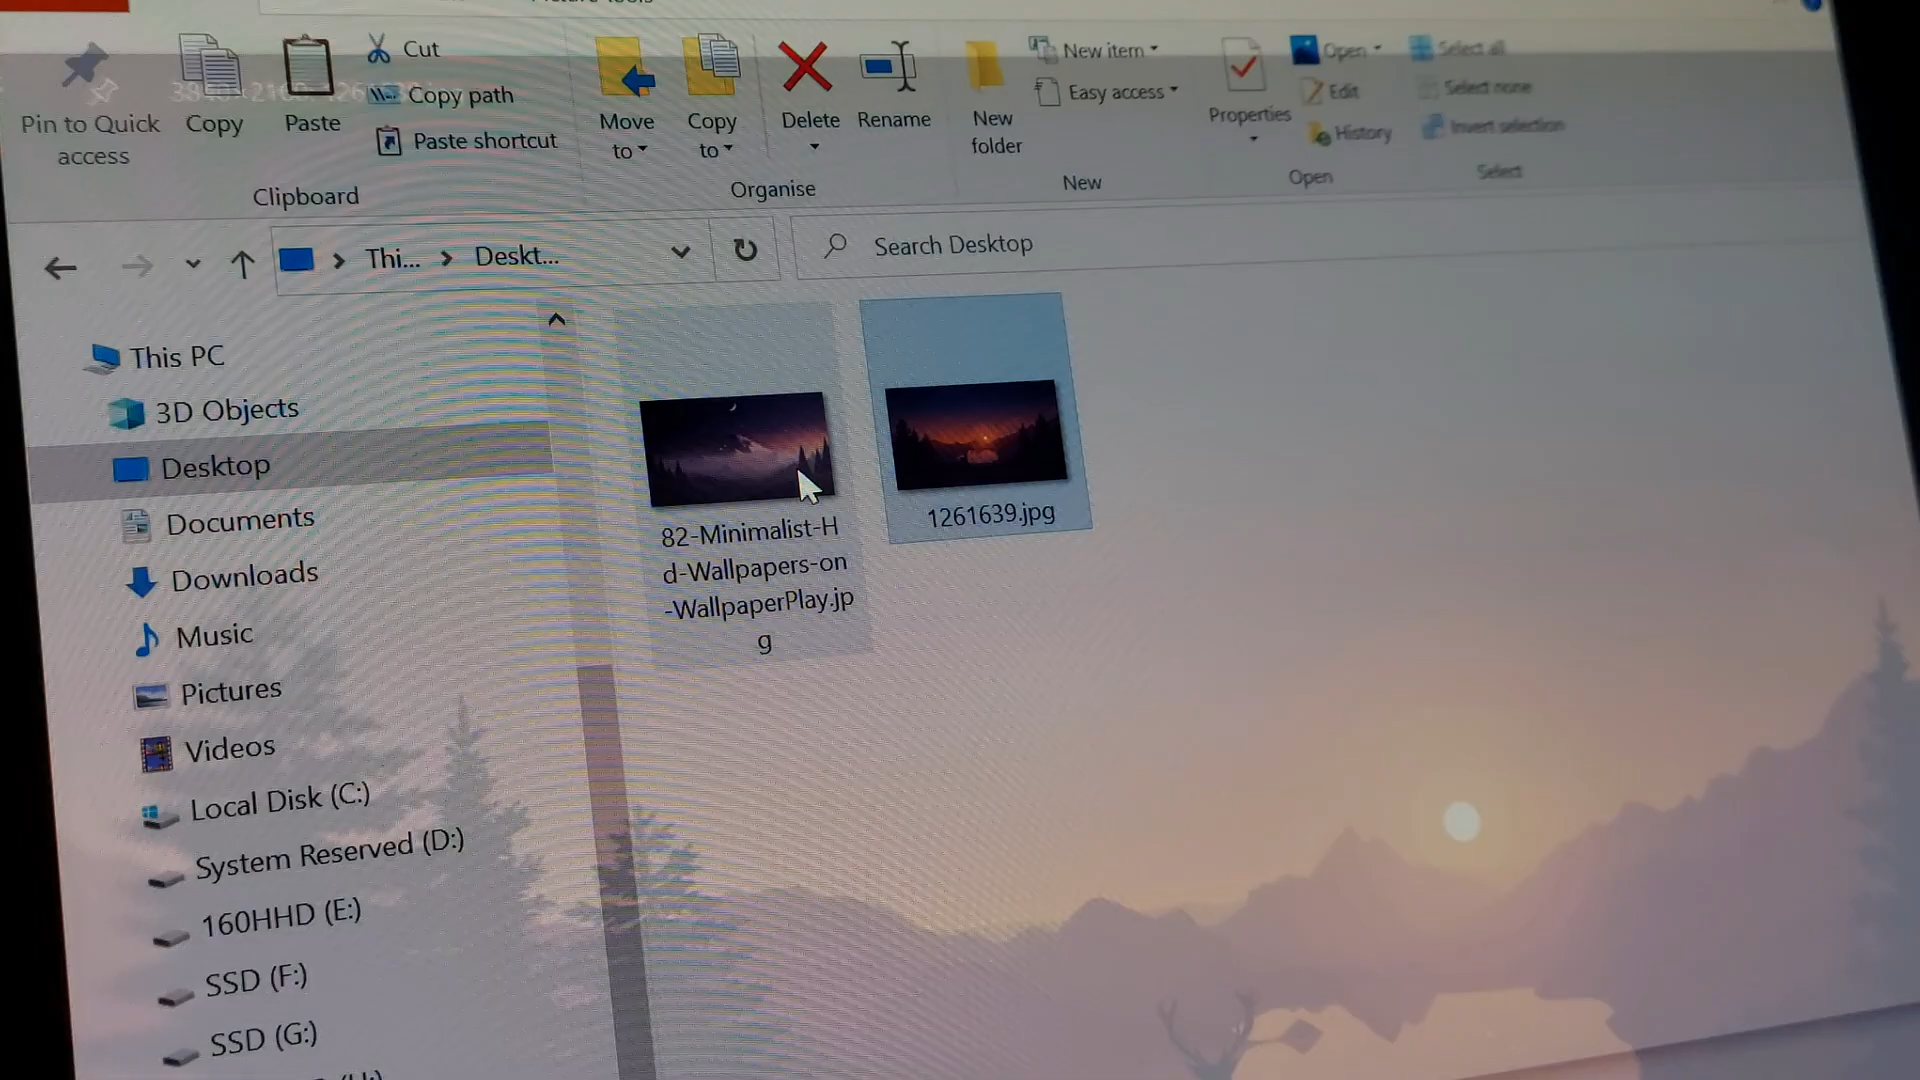 Pin to Quick
access
Copy
Paste
Cut
Copy path
Paste shortcut
Clipboard
Move
to
Copy
to
Delete
Rename
Organise
New
folder
New item
Easy access
New
Properties
Open
Edit
History
Open
Select all
Select none
Invert selection
Select
Thi...
Deskt...
Search Desktop
This PC
3D Objects
Desktop
Documents
Downloads
Music
Pictures
Videos
Local Disk (C:)
System Reserved (D:)
160HHD (E:)
SSD (F:)
SSD (G:)
82-Minimalist-H
d-Wallpapers-on
-WallpaperPlay.jp
g
1261639.jpg